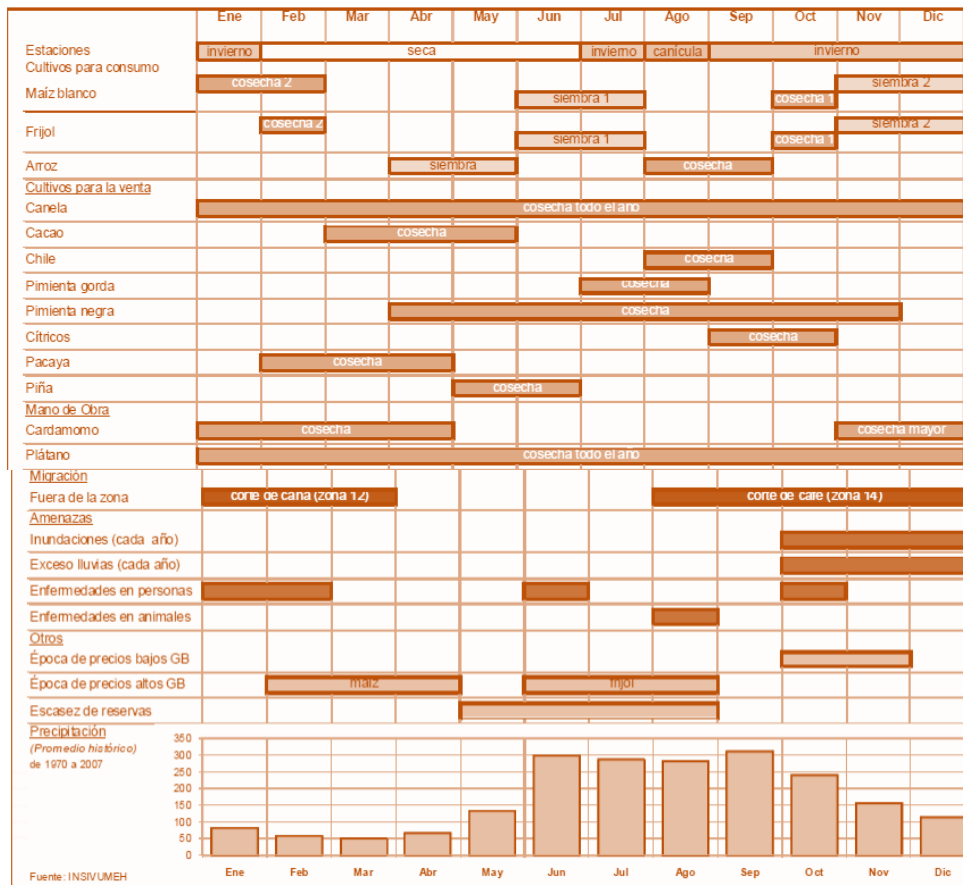 Ene Feb Mar Abr May Jun Jul Ago Sep Oct Nov Dic
Estaciones invierno seca invierno canícula invierno
Cultivos para consumo
cosecha 2 siembra 2
Maíz blanco siembra 1 cosecha 1
cosecha 2 siembra 2
Frijol siembra 1 cosecha 1
Arroz siembra cosecha
Cultivos para la venta
Canela cosecha todo el año
Cacao cosecha
Chile cosecha
Pimienta gorda cosecha
Pimienta negra cosecha
Cítricos cosecha
Pacaya cosecha
Piña cosecha
Mano de Obra
Cardamomo cosecha cosecha mayor
Plátano cosecha todo el año
Migración
Fuera de la zona corte de caña (zona 12) corte de café (zona 14)
Amenazas
Inundaciones (cada año)
Exceso lluvias (cada año)
Enfermedades en personas
Enfermedades en animales
Otros
Época de precios bajos GB
Época de precios altos GB maíz frijol
Escasez de reservas
Precipitación
(Promedio histórico)
de 1970 a 2007
350
300
250
200
150
100
50
0
Ene Feb Mar Abr May Jun Jul Ago Sep Oct Nov Dic
Fuente: INSIVUMEH